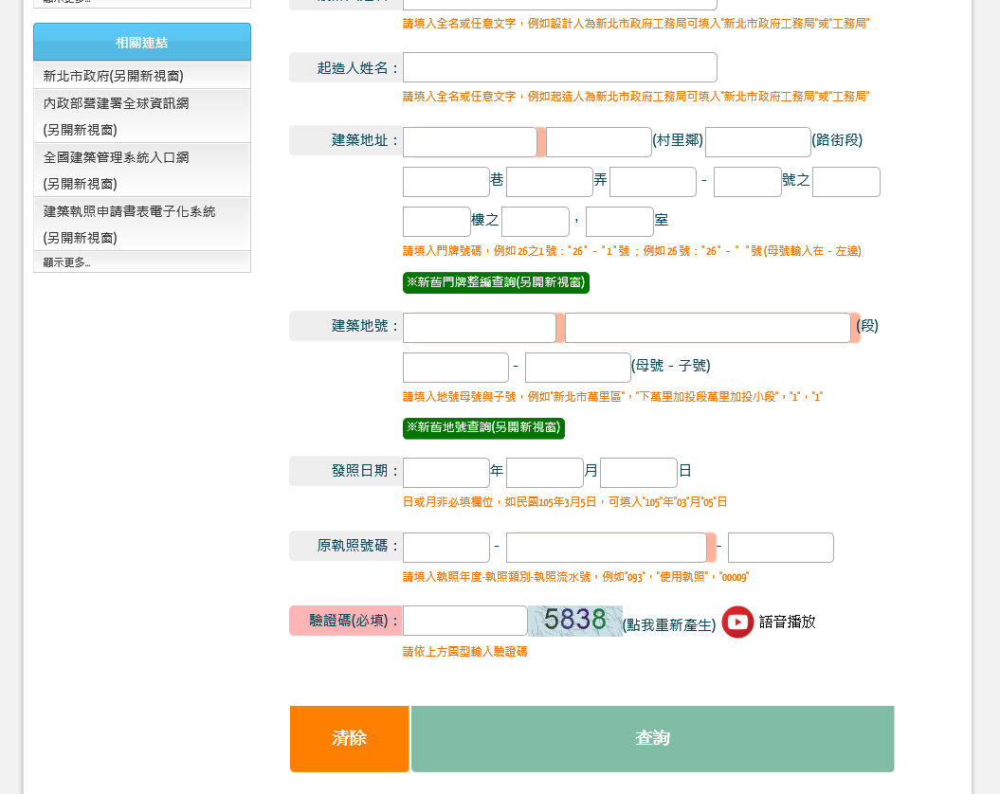 相關連結
新北市政府(另開新視窗)
內政部營建署全球資訊網
(另開新視窗)
全國建築管理系統入口網
(另開新視窗)
建築執照申請書表電子化系統
(另開新視窗)
顯示更多...
請填入全名或任意文字，例如設計人為新北市政府工務局可填入"新北市政府工務局"或"工務局"
起造人姓名：
請填入全名或任意文字，例如起造人為新北市政府工務局可填入"新北市政府工務局"或"工務局"
建築地址： (村里鄰) (路街段)
巷 弄 - 號之
樓之 ， 室
請填入門牌號碼，例如 26之1 號："26" - "1" 號 ; 例如 26 號："26" - " " 號 (母號輸入在 - 左邊)
※新舊門牌整編查詢(另開新視窗)
建築地號： (段)
- (母號 - 子號)
請填入地號母號與子號，例如"新北市萬里區"，"下萬里加投段萬里加投小段"，"1"，"1"
※新舊地號查詢(另開新視窗)
發照日期： 年 月 日
日或月非必填欄位，如民國105年3月5日，可填入"105"年"03"月"05"日
原執照號碼： - -
請填入執照年度-執照類別-執照流水號，例如"093"，"使用執照"，"00009"
驗證碼(必填)： 5838 (點我重新產生) 語音播放
請依上方圖型輸入驗證碼
清除 查詢